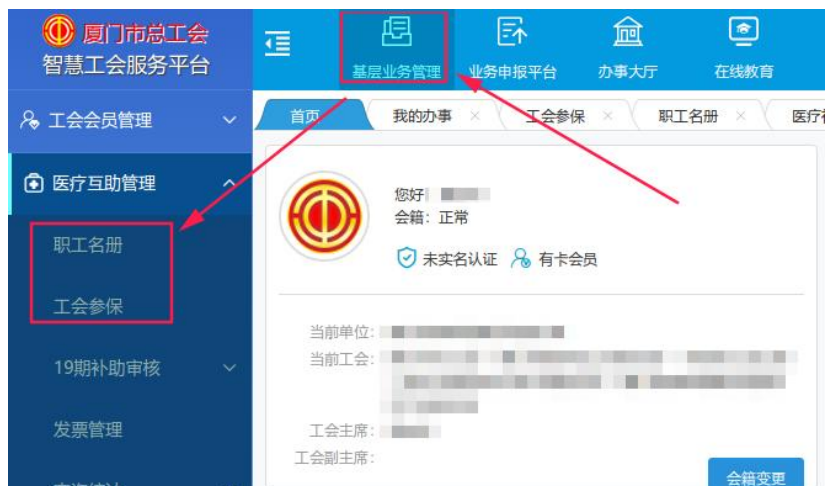 厦门市总工会
智慧工会服务平台
基层业务管理
业务申报平台
办事大厅
在线教育
工会会员管理
医疗互助管理
职工名册
工会参保
19期补助审核
发票管理
首页
我的办事
工会参保
职工名册
医疗
您好
会籍：正常
未实名认证
有卡会员
当前单位:
当前工会:
工会主席:
工会副主席:
会籍变更